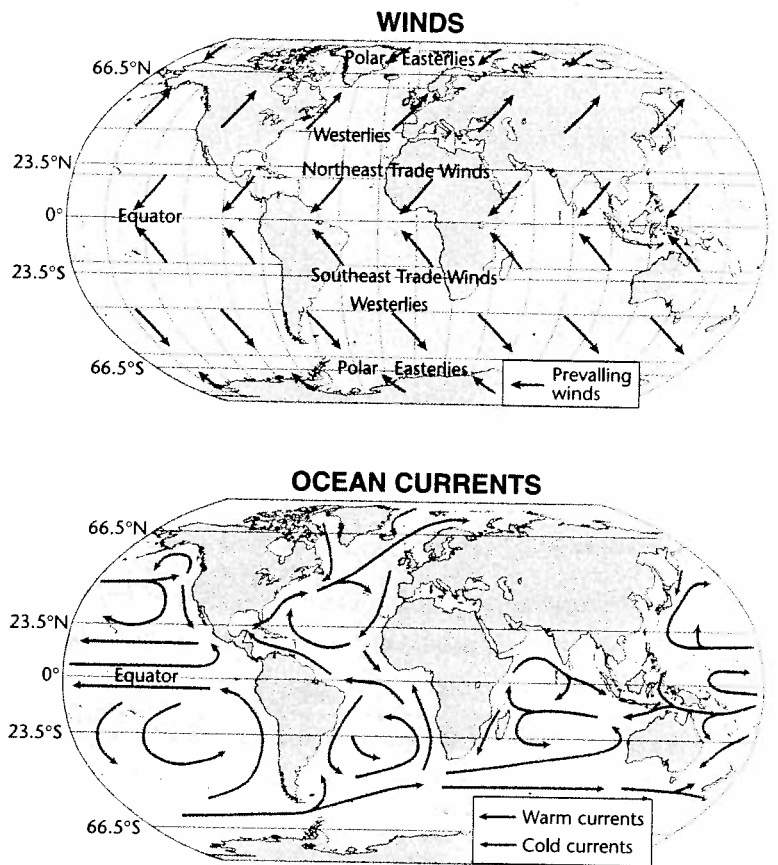 WINDS
Polar Easterlies
66.5°N
Westerlies
23.5°N
Northeast Trade Winds
0°
Equator
23.5°S
Southeast Trade Winds
Westerlies
66.5°S
Polar Easterlies
Prevalling
winds
OCEAN CURRENTS
66.5°N
23.5°N
0°
Equator
23.5°S
66.5°S
Warm currents
Cold currents